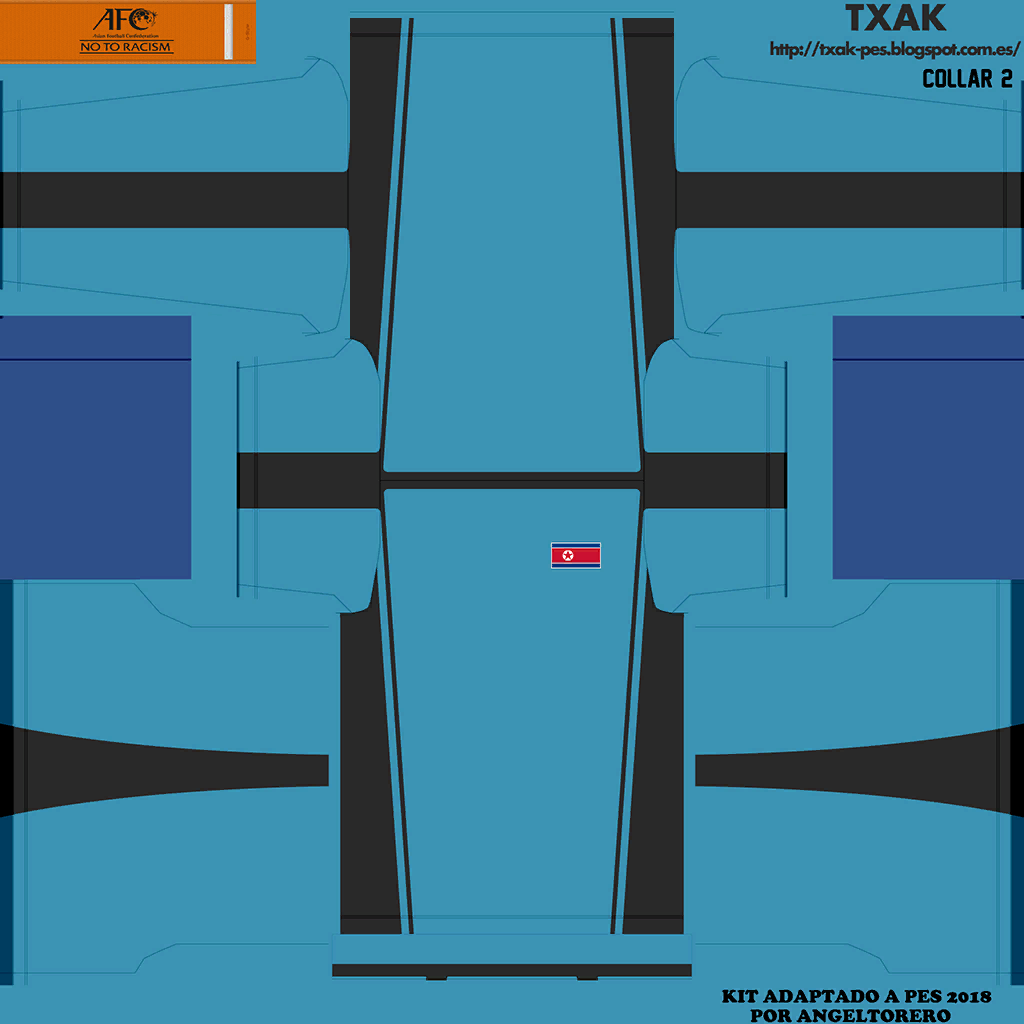 AFC
Asian Football Confederation
NO TO RACISM
TXAK
http://txak-pes.blogspot.com.es/
COLLAR 2
KIT ADAPTADO A PES 2018
POR ANGELTORERO